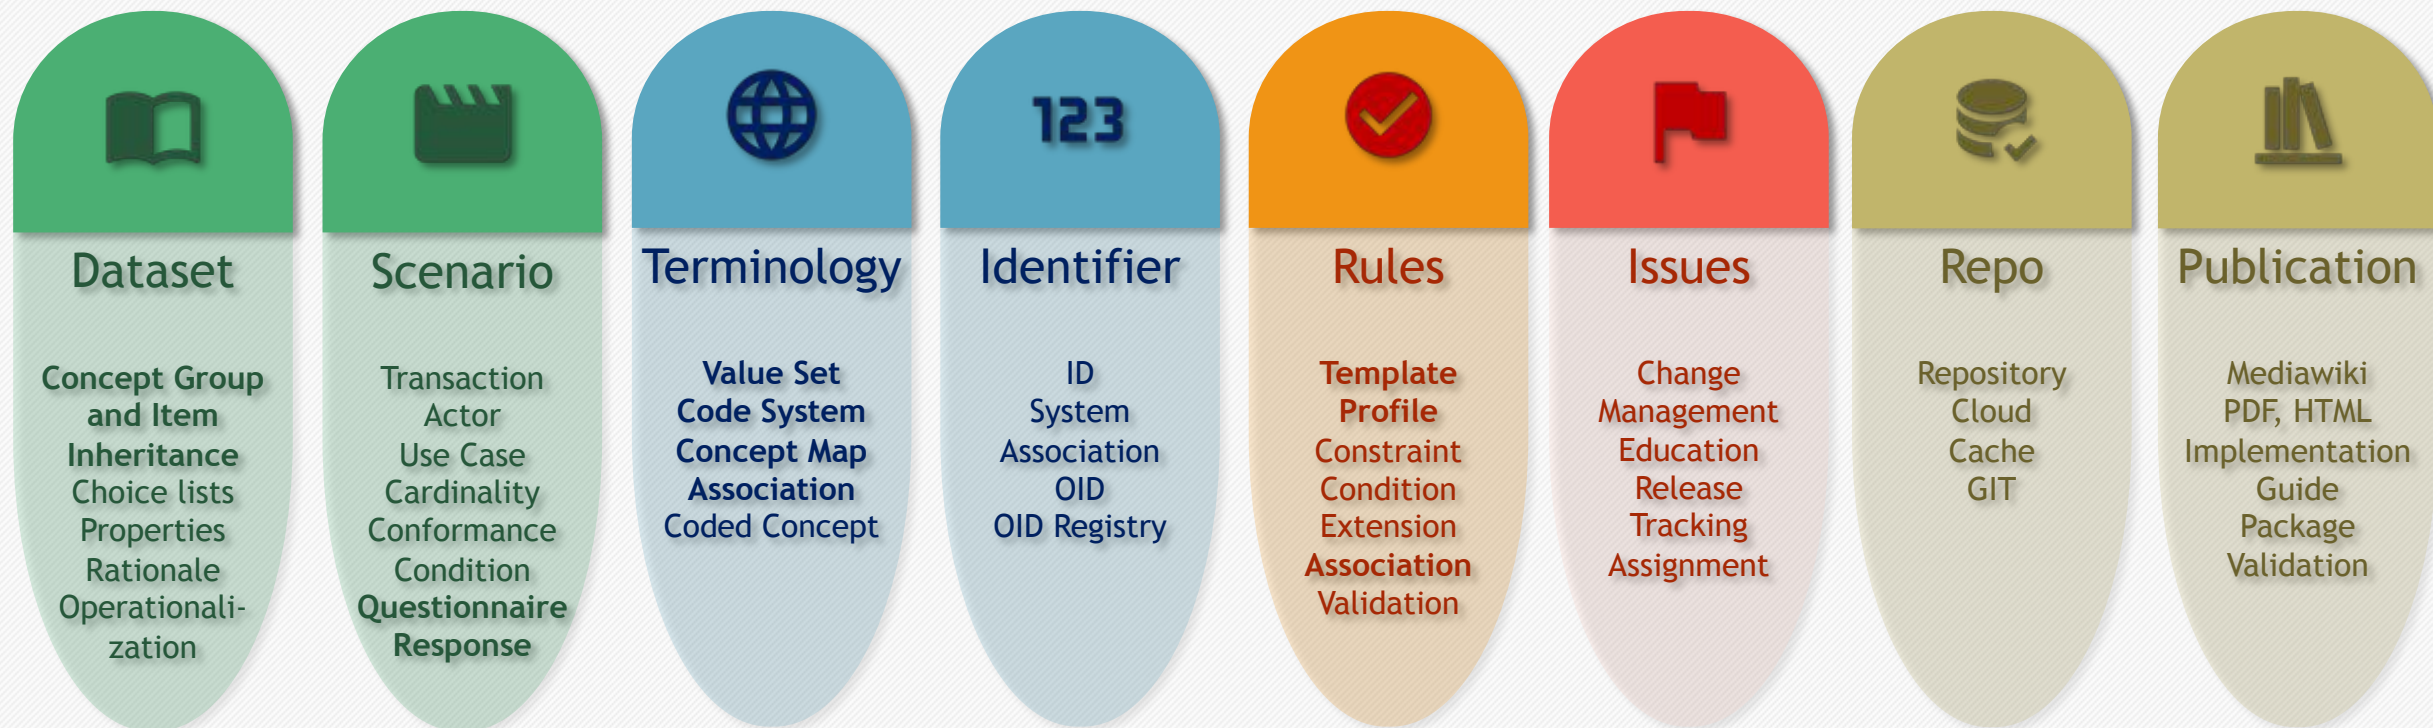 123
Dataset
Concept Group
and Item
Inheritance
Choice lists
Properties
Rationale
Operationali-
zation
Scenario
Transaction
Actor
Use Case
Cardinality
Conformance
Condition
Questionnaire
Response
Terminology
Value Set
Code System
Concept Map
Association
Coded Concept
Identifier
ID
System
Association
OID
OID Registry
Rules
Template
Profile
Constraint
Condition
Extension
Association
Validation
Issues
Change
Management
Education
Release
Tracking
Assignment
Repo
Repository
Cloud
Cache
GIT
Publication
Mediawiki
PDF, HTML
Implementation
Guide
Package
Validation